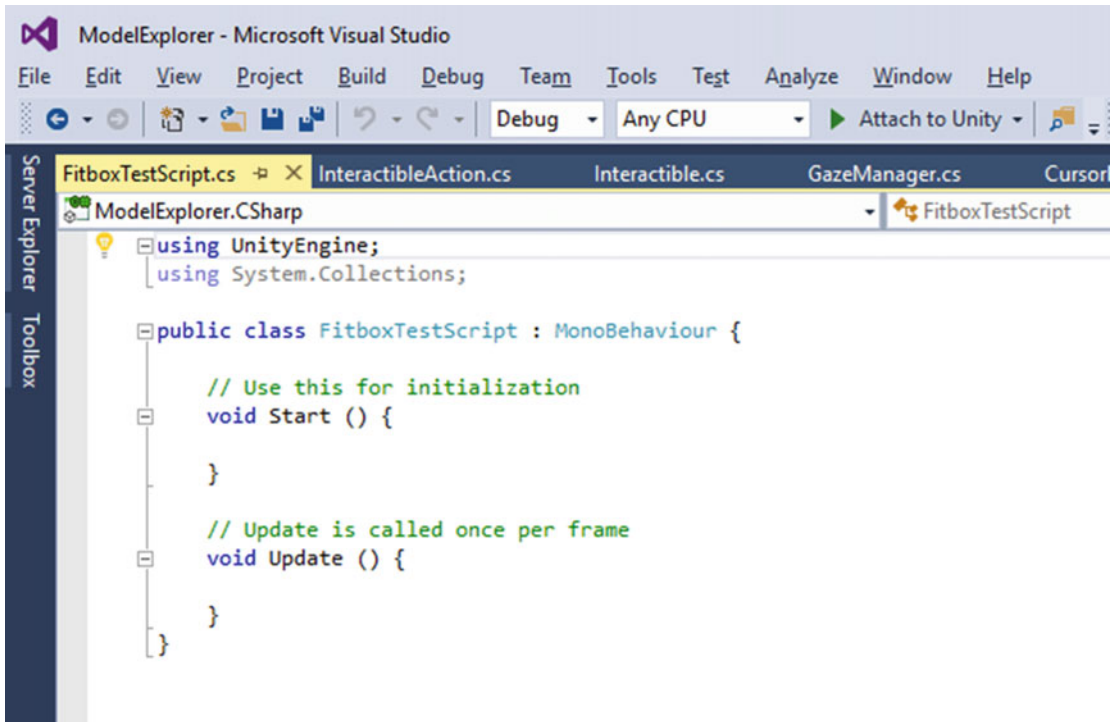 ModelExplorer - Microsoft Visual Studio
File Edit View Project Build Debug Team Tools Test Analyze Window Help
Debug Any CPU Attach to Unity
FitboxTestScript.cs InteractibleAction.cs Interactible.cs GazeManager.cs
ModelExplorer.CSharp FitboxTestScript
Server Explorer
Toolbox
using UnityEngine;
using System.Collections;
public class FitboxTestScript : MonoBehaviour {
// Use this for initialization
void Start () {
}
// Update is called once per frame
void Update () {
}
}